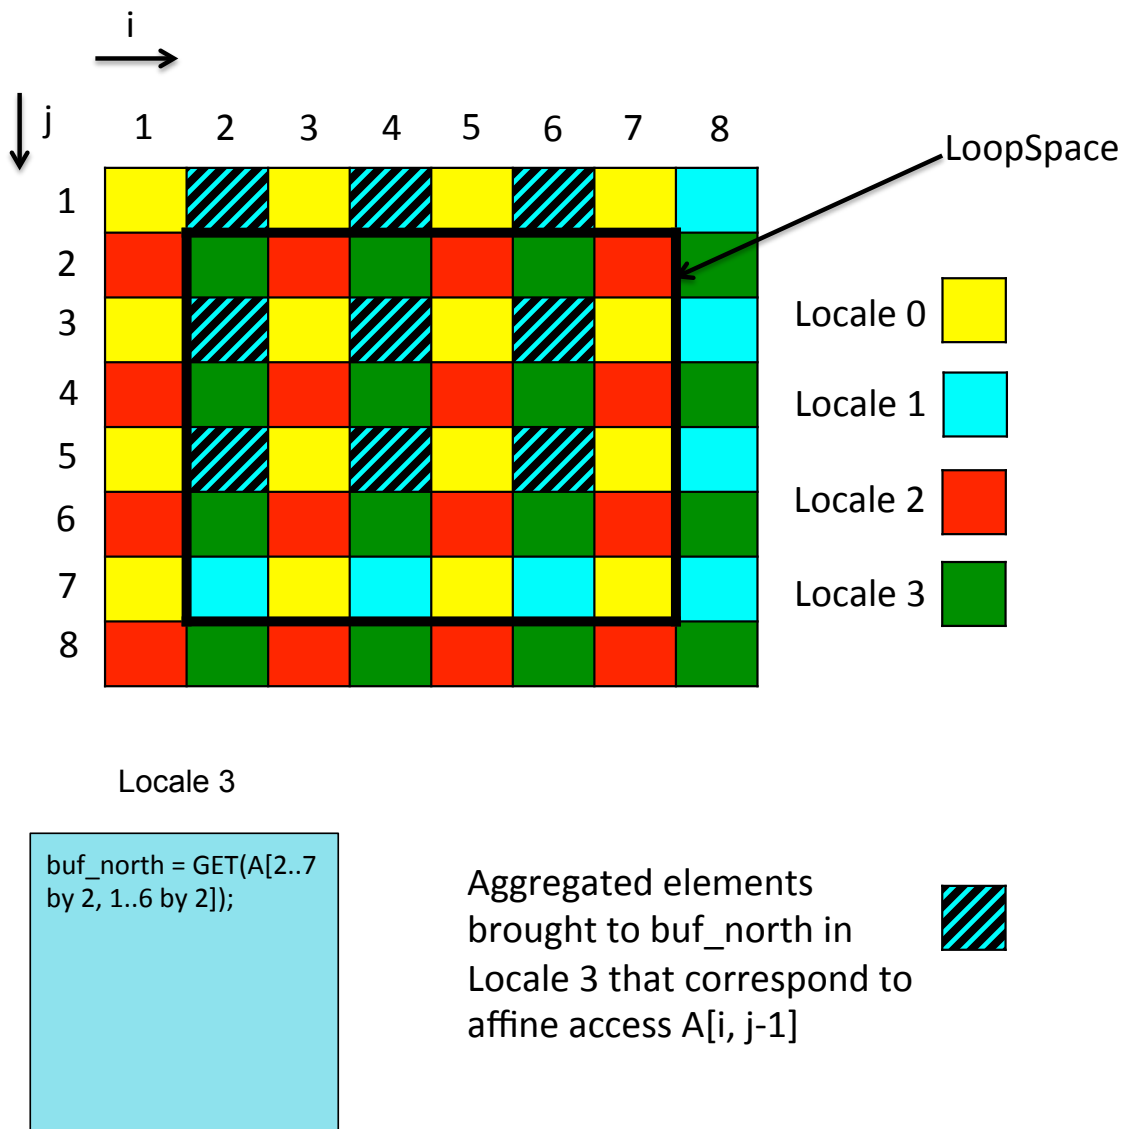 i
j
1 2 3 4 5 6 7 8
LoopSpace
1
2
3
4
5
6
7
8
Locale 0
Locale 1
Locale 2
Locale 3
Locale 3
buf_north = GET(A[2..7
by 2, 1..6 by 2]);
Aggregated elements
brought to buf_north in
Locale 3 that correspond to
affine access A[i, j-1]